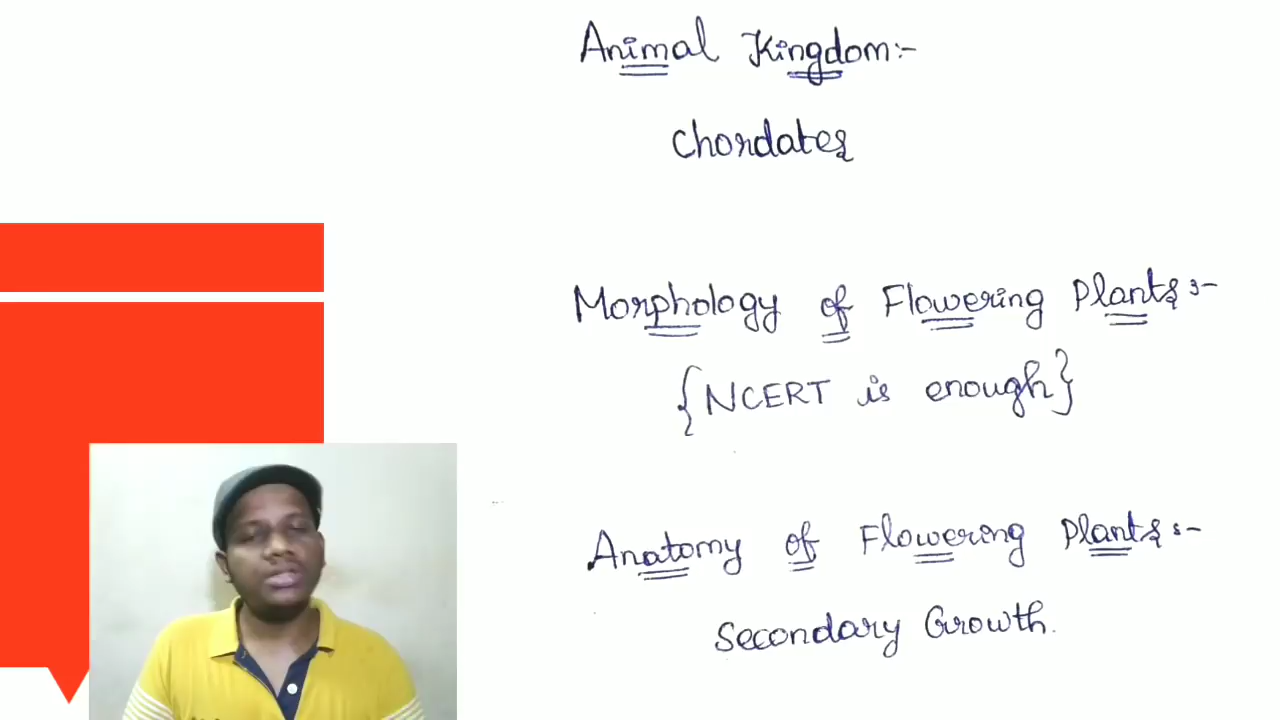 Animal Kingdom:-
Chordates
Morphology of Flowering Plants:-
{NCERT is enough}
Anatomy of Flowering Plants:-
Secondary Growth.